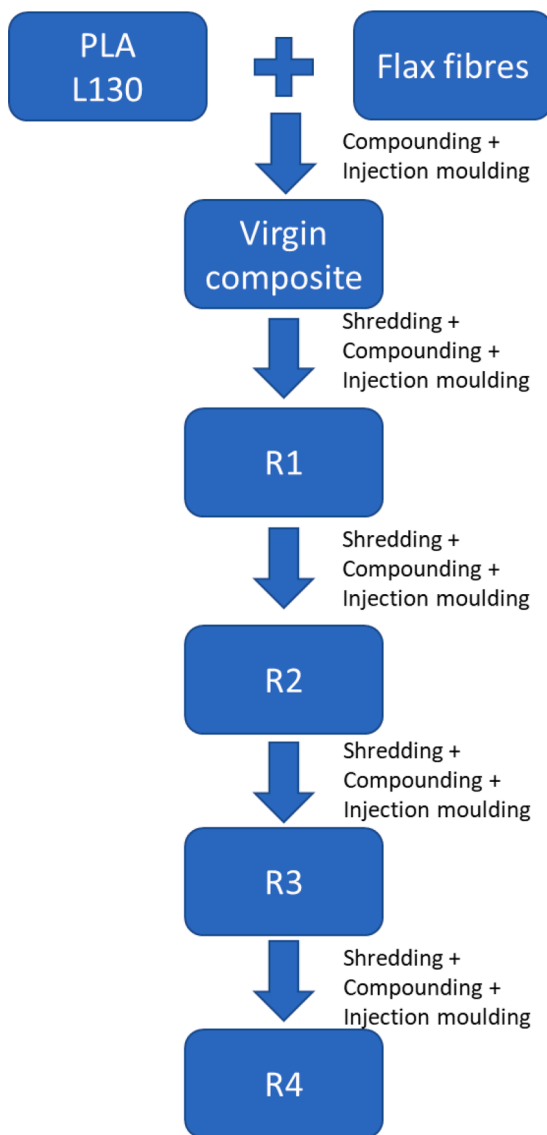 PLA
L130
Flax fibres
Compounding +
Injection moulding
Virgin
composite
Shredding +
Compounding +
Injection moulding
R1
Shredding +
Compounding +
Injection moulding
R2
Shredding +
Compounding +
Injection moulding
R3
Shredding +
Compounding +
Injection moulding
R4